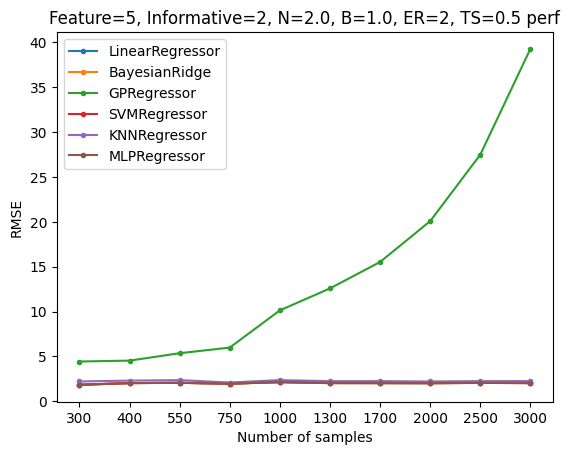 Feature=5, Informative=2, N=2.0, B=1.0, ER=2, TS=0.5 perf
LinearRegressor
BayesianRidge
GPRegressor
SVMRegressor
KNNRegressor
MLPRegressor
40
35
30
25
20
15
10
5
0
RMSE
300 400 550 750 1000 1300 1700 2000 2500 3000
Number of samples